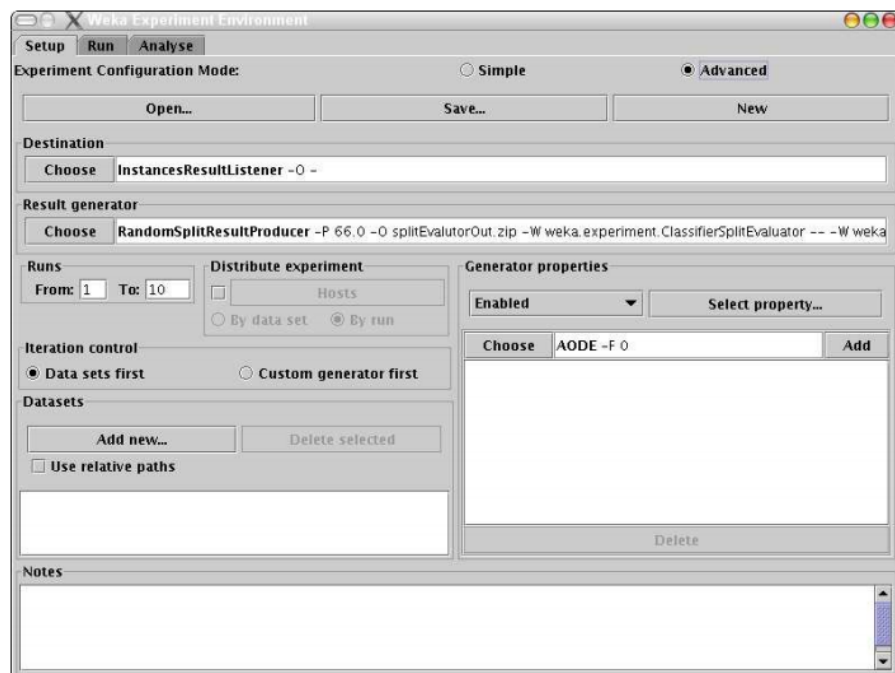 Weka Experiment Environment
Setup Run Analyse
Experiment Configuration Mode: Simple Advanced
Open... Save... New
Destination
Choose InstancesResultListener -O -
Result generator
Choose RandomSplitResultProducer -P 66.0 -O splitEvalutorOut.zip -W weka.experiment.ClassifierSplitEvaluator -- -W weka
Runs
From: 1 To: 10
Distribute experiment
Hosts
By data set By run
Generator properties
Enabled Select property...
Choose AODE -F 0 Add
Iteration control
Data sets first Custom generator first
Datasets
Add new... Delete selected
Use relative paths
Delete
Notes